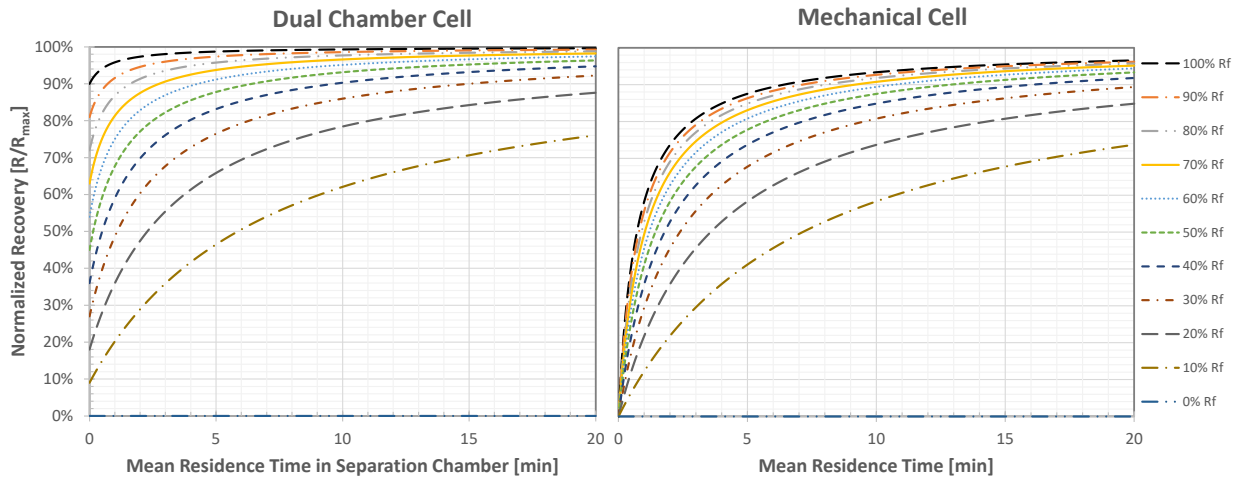 Dual Chamber Cell
Mechanical Cell
Normalized Recovery [R/Rmax]
100%
90%
80%
70%
60%
50%
40%
30%
20%
10%
0%
0
5
10
15
20
Mean Residence Time in Separation Chamber [min]
0
5
10
15
20
Mean Residence Time [min]
100% Rf
90% Rf
80% Rf
70% Rf
60% Rf
50% Rf
40% Rf
30% Rf
20% Rf
10% Rf
0% Rf